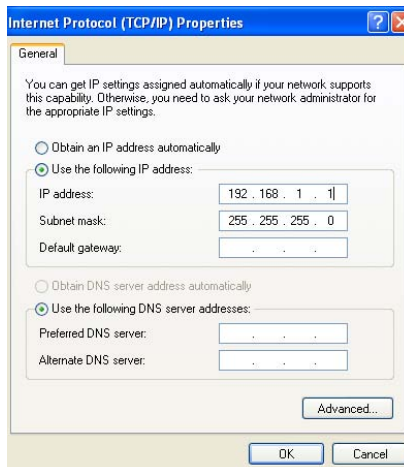 Internet Protocol (TCP/IP) Properties
General
You can get IP settings assigned automatically if your network supports
this capability. Otherwise, you need to ask your network administrator for
the appropriate IP settings.
Obtain an IP address automatically
Use the following IP address:
IP address: 192 . 168 . 1 . 1
Subnet mask: 255 . 255 . 255 . 0
Default gateway: . . .
Obtain DNS server address automatically
Use the following DNS server addresses:
Preferred DNS server: . . .
Alternate DNS server: . . .
Advanced...
OK Cancel